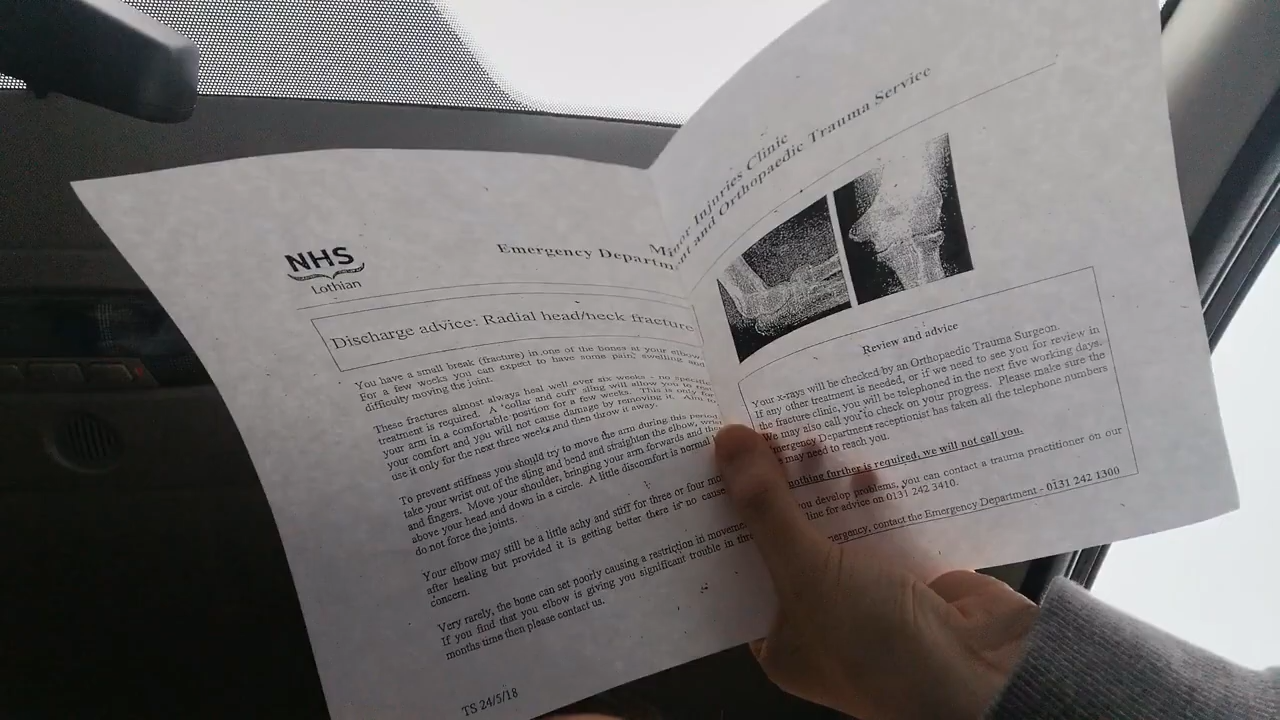 NHS
Lothian
Emergency Department and Orthopaedic Trauma Service
Minor Injuries Clinic
Discharge advice: Radial head/neck fracture
You have a small break (fracture) in one of the bones at your elbow.
For a few weeks you can expect to have some pain, swelling and
difficulty moving the joint.
These fractures almost always heal well over six weeks - no specific
treatment is required. A 'collar and cuff' sling will allow you to rest
your arm in a comfortable position for a few weeks. This is only for
your comfort and you will not cause damage by removing it. Aim to
use it only for the next three weeks and then throw it away.
To prevent stiffness you should try to move the arm during this period
take your wrist out of the sling and bend and straighten the elbow, wrist
and fingers. Move your shoulder, bringing your arm forwards and
above your head and down in a circle. A little discomfort is normal
do not force the joints.
Your elbow may still be a little achy and stiff for three or four
after healing but provided it is getting better there is no cause
concern.
Very rarely, the bone can set poorly causing a restriction in
If you find that you elbow is giving you significant trouble in
months time then please contact us.
TS 24/5/18
Review and advice
Your x-rays will be checked by an Orthopaedic Trauma Surgeon.
If any other treatment is needed, or if we need to see you for review in
the fracture clinic, you will be telephoned in the next five working days.
We may also call you to check on your progress. Please make sure the
Emergency Department receptionist has taken all the telephone numbers
may need to reach you.
nothing further is required, we will not call you.
you develop problems, you can contact a trauma practitioner on our
line for advice on 0131 242 3410.
contact the Emergency Department - 0131 242 1300